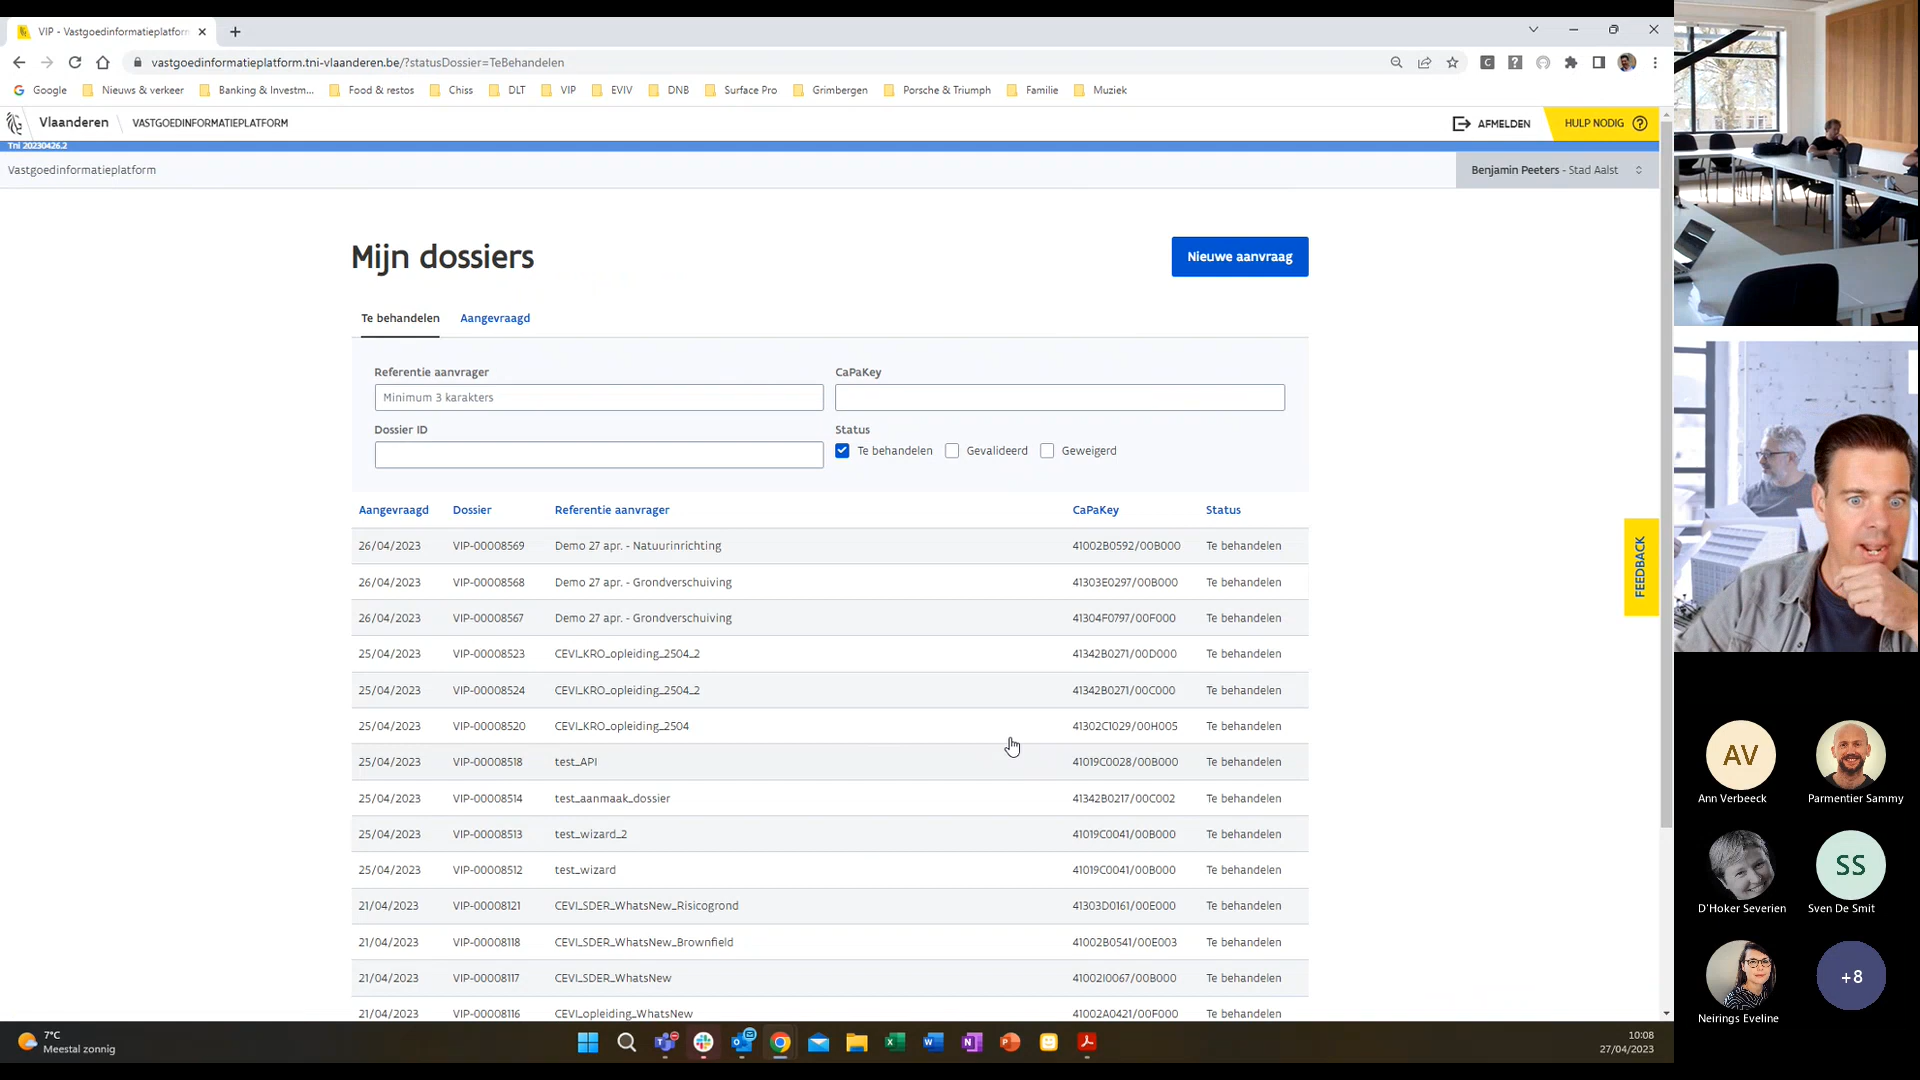 VIP - Vastgoedinformatieplatform
vastgoedinformatieplatform.tni-vlaanderen.be/?statusDossier=TeBehandelen
Google Nieuws & verkeer Banking & Investm... Food & restos Chiss DLT VIP EVIV DNB Surface Pro Grimbergen Porsche & Triumph Familie Muziek
Vlaanderen VASTGOEDINFORMATIEPLATFORM AFMELDEN HULP NODIG
TnI 20230426.2
Vastgoedinformatieplatform Benjamin Peeters - Stad Aalst
Mijn dossiers Nieuwe aanvraag
Te behandelen Aangevraagd
Referentie aanvrager CaPaKey
Minimum 3 karakters
Dossier ID Status
Te behandelen Gevalideerd Geweigerd
Aangevraagd Dossier Referentie aanvrager CaPaKey Status
26/04/2023 VIP-00008569 Demo 27 apr. - Natuurinrichting 41002B0592/00B000 Te behandelen
26/04/2023 VIP-00008568 Demo 27 apr. - Grondverschuiving 41303E0297/00B000 Te behandelen
26/04/2023 VIP-00008567 Demo 27 apr. - Grondverschuiving 41304F0797/00F000 Te behandelen
25/04/2023 VIP-00008523 CEVI_KRO_opleiding_2504_2 41342B0271/00D000 Te behandelen
25/04/2023 VIP-00008524 CEVI_KRO_opleiding_2504_2 41342B0271/00C000 Te behandelen
25/04/2023 VIP-00008520 CEVI_KRO_opleiding_2504 41302C1029/00H005 Te behandelen
25/04/2023 VIP-00008518 test_API 41019C0028/00B000 Te behandelen
25/04/2023 VIP-00008514 test_aanmaak_dossier 41342B0217/00C002 Te behandelen
25/04/2023 VIP-00008513 test_wizard_2 41019C0041/00B000 Te behandelen
25/04/2023 VIP-00008512 test_wizard 41019C0041/00B000 Te behandelen
21/04/2023 VIP-00008121 CEVI_SDER_WhatsNew_Risicogrond 41303D0161/00E000 Te behandelen
21/04/2023 VIP-00008118 CEVI_SDER_WhatsNew_Brownfield 41002B0541/00E003 Te behandelen
21/04/2023 VIP-00008117 CEVI_SDER_WhatsNew 41002I0067/00B000 Te behandelen
21/04/2023 VIP-00008116 CEVI_opleiding_WhatsNew 41002A0421/00F000 Te behandelen
FEEDBACK
7°C
Meestal zonnig
10:08
27/04/2023
AV
Ann Verbeeck Parmentier Sammy
SS
D'Hoker Severien Sven De Smit
+8
Neirings Eveline